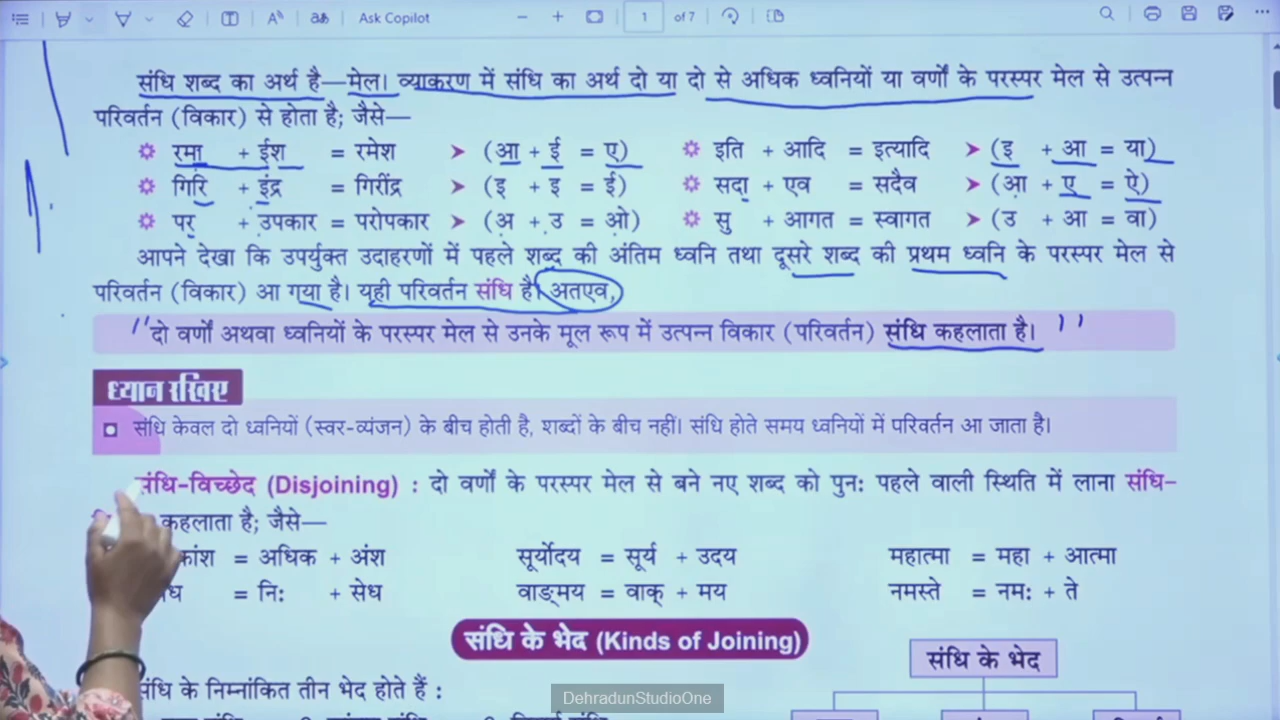 Ask Copilot
1 of 7
संधि शब्द का अर्थ है—मेल। व्याकरण में संधि का अर्थ दो या दो से अधिक ध्वनियों या वर्णों के परस्पर मेल से उत्पन्न
परिवर्तन (विकार) से होता है; जैसे—
रमा + ईश = रमेश (आ + ई = ए) इति + आदि = इत्यादि (इ + आ = या)
गिरि + इंद्र = गिरींद्र (इ + इ = ई) सदा + एव = सदैव (आ + ए = ऐ)
पर + उपकार = परोपकार (अ + उ = ओ) सु + आगत = स्वागत (उ + आ = वा)
आपने देखा कि उपर्युक्त उदाहरणों में पहले शब्द की अंतिम ध्वनि तथा दूसरे शब्द की प्रथम ध्वनि के परस्पर मेल से
परिवर्तन (विकार) आ गया है। यही परिवर्तन संधि है। अतएव,
" दो वर्णों अथवा ध्वनियों के परस्पर मेल से उनके मूल रूप में उत्पन्न विकार (परिवर्तन) संधि कहलाता है। "
ध्यान रखिए
संधि केवल दो ध्वनियों (स्वर-व्यंजन) के बीच होती है, शब्दों के बीच नहीं। संधि होते समय ध्वनियों में परिवर्तन आ जाता है।
संधि-विच्छेद (Disjoining) : दो वर्णों के परस्पर मेल से बने नए शब्द को पुनः पहले वाली स्थिति में लाना संधि-
कहलाता है; जैसे—
= अधिक + अंश सूर्योदय = सूर्य + उदय महात्मा = महा + आत्मा
= निः + सेध वाङ्मय = वाक् + मय नमस्ते = नमः + ते
संधि के भेद (Kinds of Joining)
संधि के भेद
संधि के निम्नांकित तीन भेद होते हैं :
DehradunStudioOne